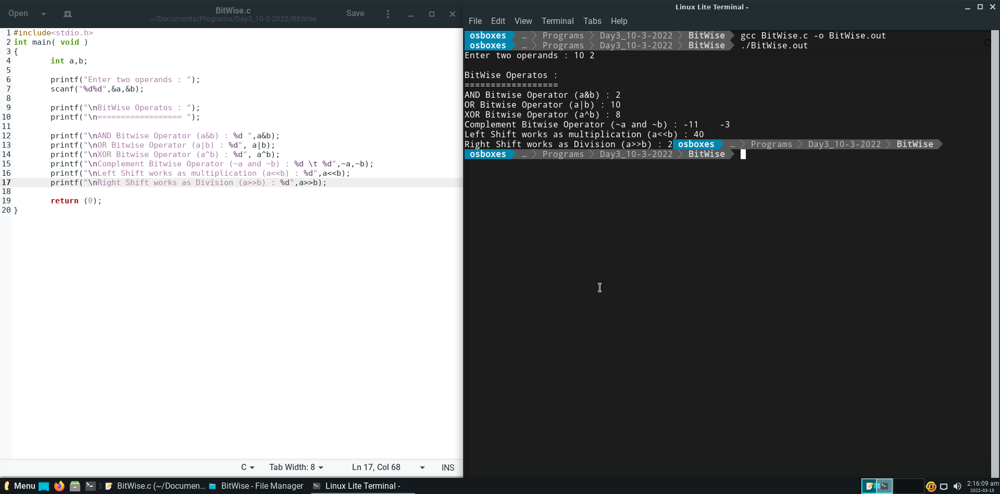 Open
BitWise.c
~/Documents/Programs/Day3_10-3-2022/BitWise
Save
1 #include<stdio.h>
2 int main( void )
3 {
4 int a,b;
5
6 printf("Enter two operands : ");
7 scanf("%d%d",&a,&b);
8
9 printf("\nBitWise Operatos : ");
10 printf("\n================== ");
11
12 printf("\nAND Bitwise Operator (a&b) : %d ",a&b);
13 printf("\nOR Bitwise Operator (a|b) : %d", a|b);
14 printf("\nXOR Bitwise Operator (a^b) : %d", a^b);
15 printf("\nComplement Bitwise Operator (~a and ~b) : %d \t %d",~a,~b);
16 printf("\nLeft Shift works as multiplication (a<<b) : %d",a<<b);
17 printf("\nRight Shift works as Division (a>>b) : %d",a>>b);
18
19 return (0);
20 }
C
Tab Width: 8
Ln 17, Col 68
INS
Linux Lite Terminal -
File Edit View Terminal Tabs Help
osboxes … Programs Day3_10-3-2022 BitWise gcc BitWise.c -o BitWise.out
osboxes … Programs Day3_10-3-2022 BitWise ./BitWise.out
Enter two operands : 10 2
BitWise Operatos :
==================
AND Bitwise Operator (a&b) : 2
OR Bitwise Operator (a|b) : 10
XOR Bitwise Operator (a^b) : 8
Complement Bitwise Operator (~a and ~b) : -11 -3
Left Shift works as multiplication (a<<b) : 40
Right Shift works as Division (a>>b) : 2 osboxes … Programs Day3_10-3-2022 BitWise
osboxes … Programs Day3_10-3-2022 BitWise
Menu
BitWise.c (~/Documen...
BitWise - File Manager
Linux Lite Terminal -
2:16:09 am
2022-03-15